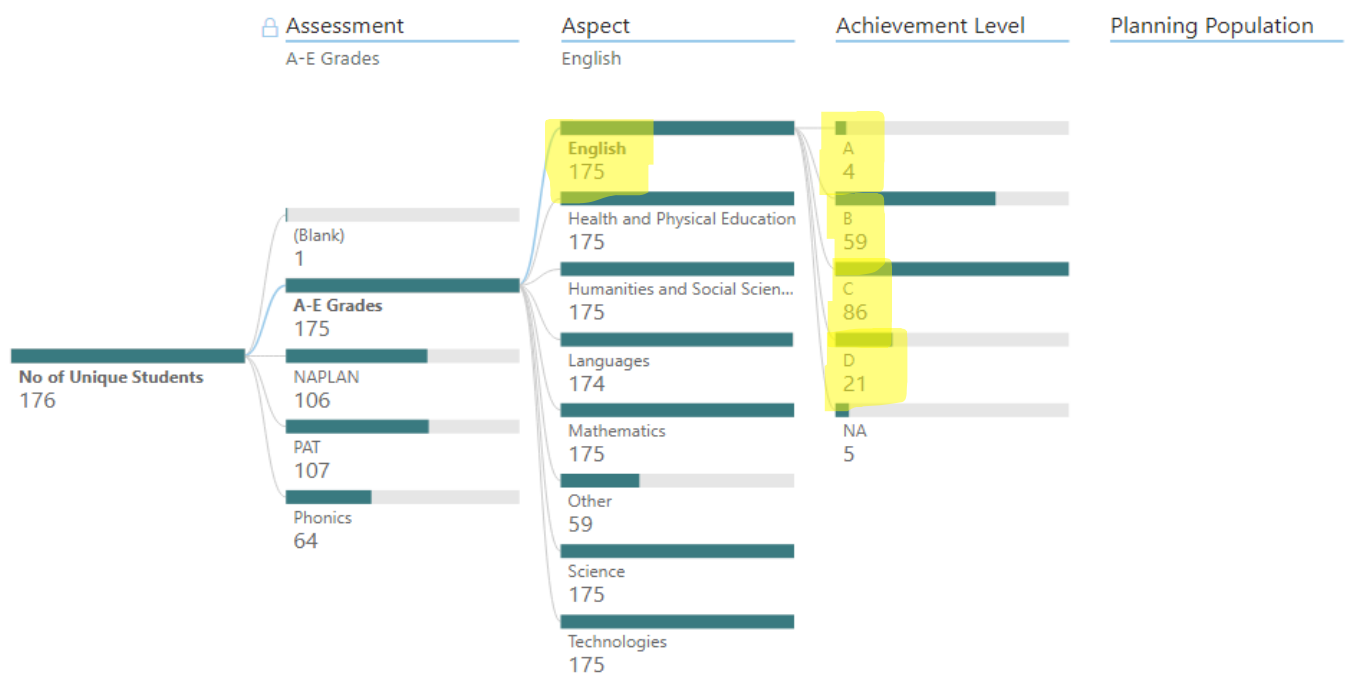 Assessment
A-E Grades
Aspect
English
Achievement Level
Planning Population
No of Unique Students
176
(Blank)
1
A-E Grades
175
NAPLAN
106
PAT
107
Phonics
64
English
175
Health and Physical Education
175
Humanities and Social Scien...
175
Languages
174
Mathematics
175
Other
59
Science
175
Technologies
175
A
4
B
59
C
86
D
21
NA
5